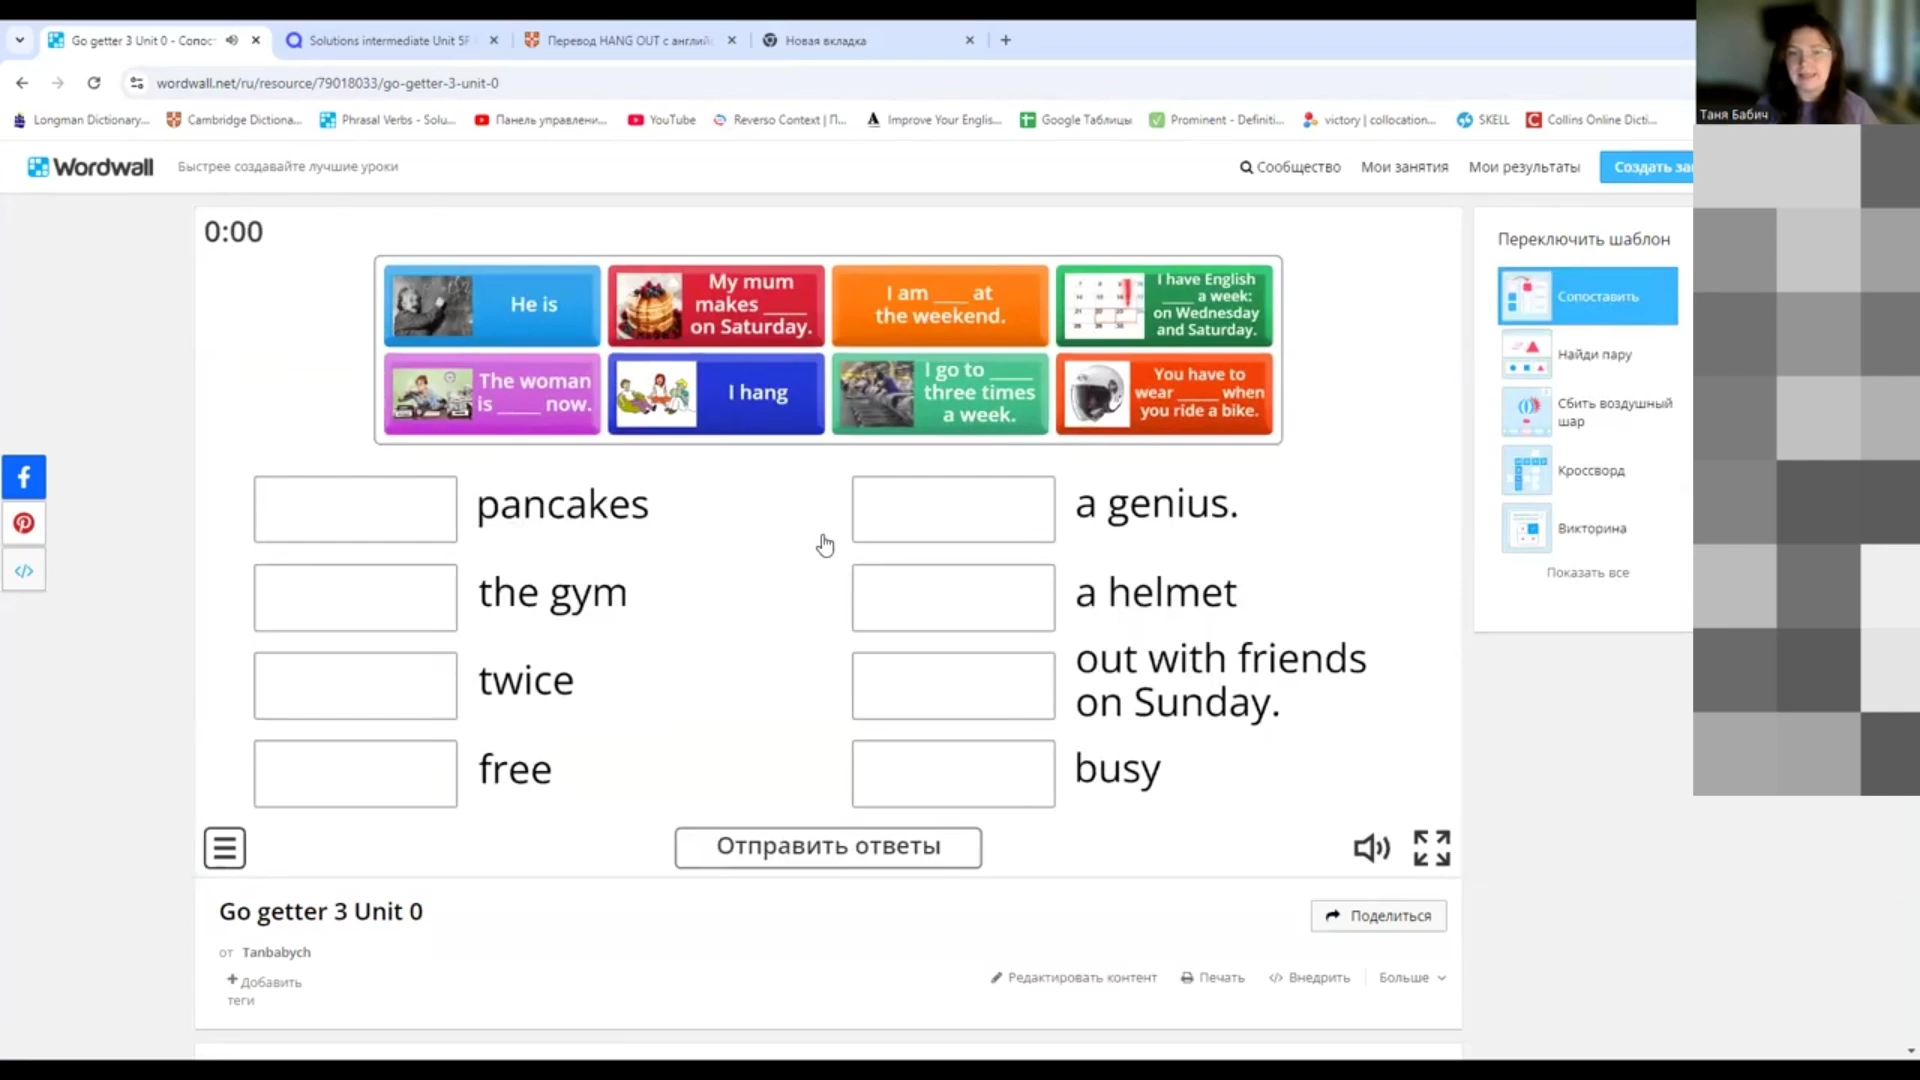 Go getter 3 Unit 0 - Сопос
Solutions intermediate Unit 5F
Перевод HANG OUT с англий
Новая вкладка
wordwall.net/ru/resource/79018033/go-getter-3-unit-0
Longman Dictionary...
Cambridge Dictiona...
Phrasal Verbs - Solu...
Панель управлени...
YouTube
Reverso Context | П...
Improve Your Englis...
Google Таблицы
Prominent - Definiti...
victory | collocation...
SKELL
Collins Online Dicti...
Таня Бабич
Wordwall
Быстрее создавайте лучшие уроки
Сообщество
Мои занятия
Мои результаты
Создать за
0:00
He is
My mum
makes _____
on Saturday.
I am ____ at
the weekend.
I have English
____ a week:
on Wednesday
and Saturday.
The woman
is _____ now.
I hang
I go to _____
three times
a week.
You have to
wear _____ when
you ride a bike.
pancakes
a genius.
the gym
a helmet
twice
out with friends
on Sunday.
free
busy
Отправить ответы
Переключить шаблон
Сопоставить
Найди пару
Сбить воздушный
шар
Кроссворд
Викторина
Показать все
Go getter 3 Unit 0
Поделиться
от Tanbabych
Добавить
теги
Редактировать контент
Печать
Внедрить
Больше